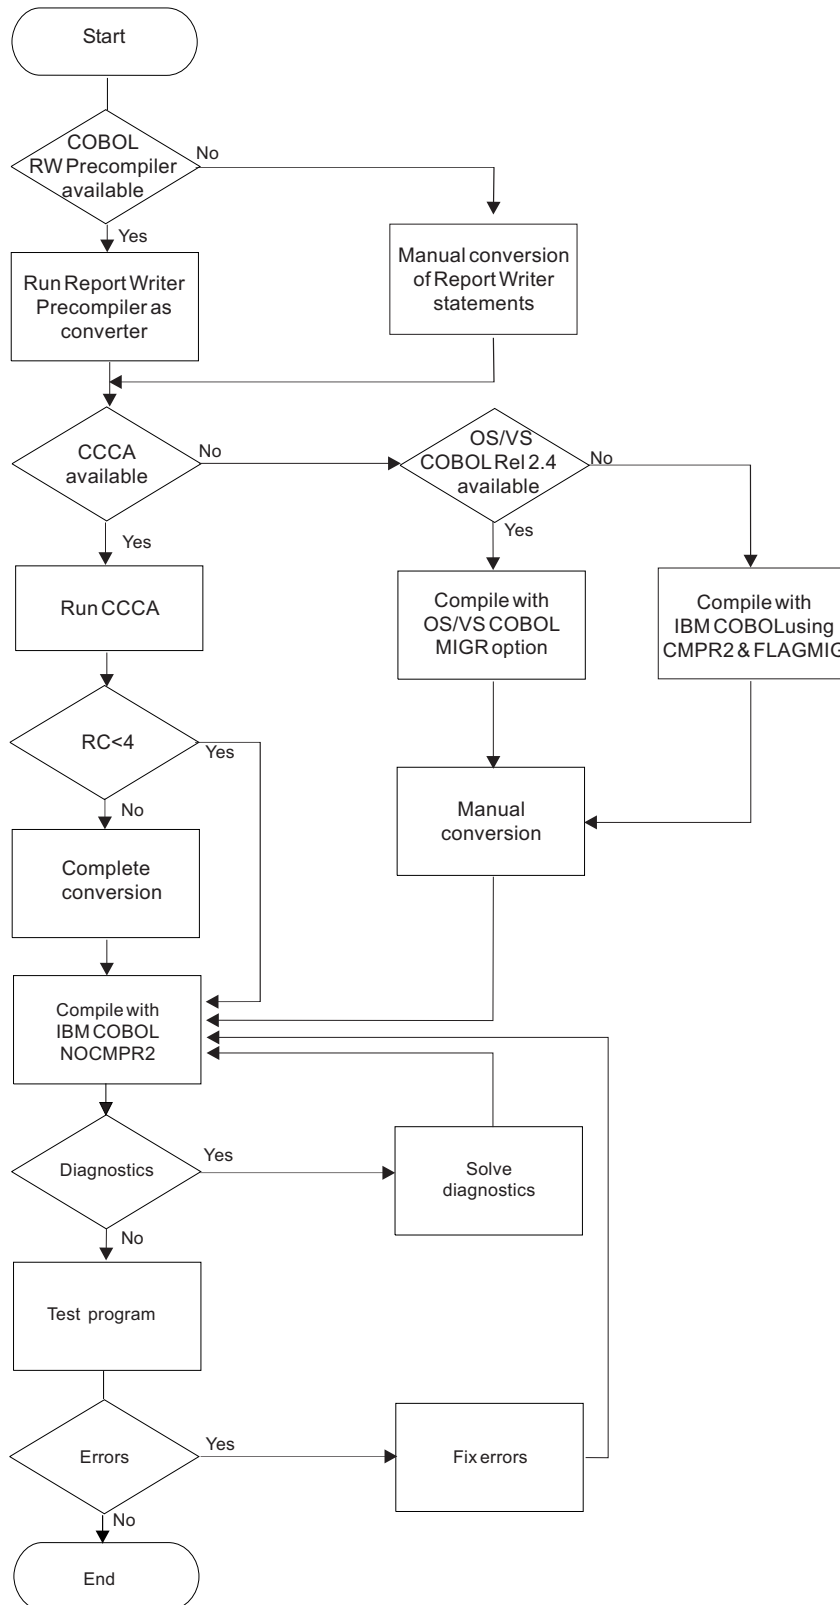 Start
COBOL
RW Precompiler
available
No
Yes
Run Report Writer
Precompiler as
converter
Manual conversion
of Report Writer
statements
CCCA
available
No
Yes
OS/VS
COBOL Rel 2.4
available
No
Yes
Run CCCA
Compile with
OS/VS COBOL
MIGR option
Compile with
IBM COBOL using
CMPR2 & FLAGMIG
RC<4
Yes
No
Manual
conversion
Complete
conversion
Compile with
IBM COBOL
NOCMPR2
Diagnostics
Yes
No
Solve
diagnostics
Test program
Errors
Yes
No
Fix errors
End